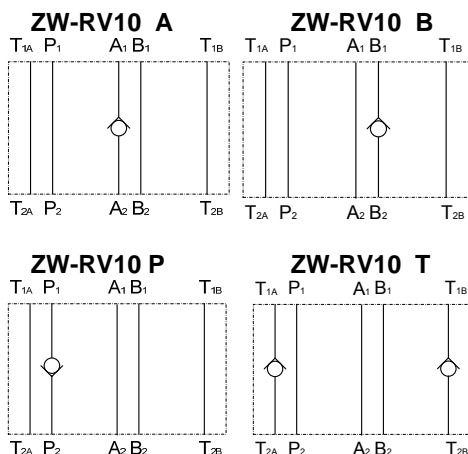 ZW-RV10 A
T1A P1 A1 B1 T1B
T2A P2 A2 B2 T2B
ZW-RV10 B
T1A P1 A1 B1 T1B
T2A P2 A2 B2 T2B
ZW-RV10 P
T1A P1 A1 B1 T1B
T2A P2 A2 B2 T2B
ZW-RV10 T
T1A P1 A1 B1 T1B
T2A P2 A2 B2 T2B